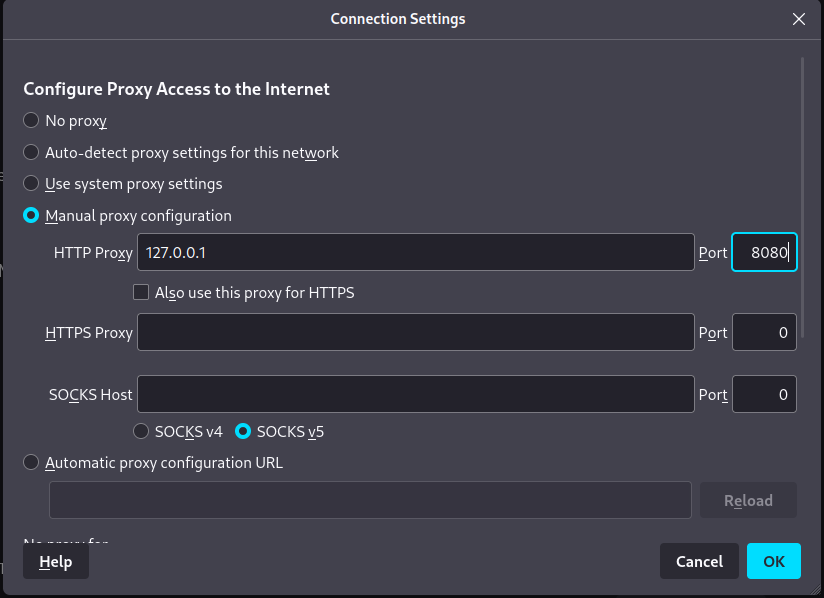 Connection Settings
Configure Proxy Access to the Internet
No proxy
Auto-detect proxy settings for this network
Use system proxy settings
Manual proxy configuration
HTTP Proxy 127.0.0.1 Port 8080
Also use this proxy for HTTPS
HTTPS Proxy Port 0
SOCKS Host Port 0
SOCKS v4 SOCKS v5
Automatic proxy configuration URL
Reload
No proxy for
Help Cancel OK